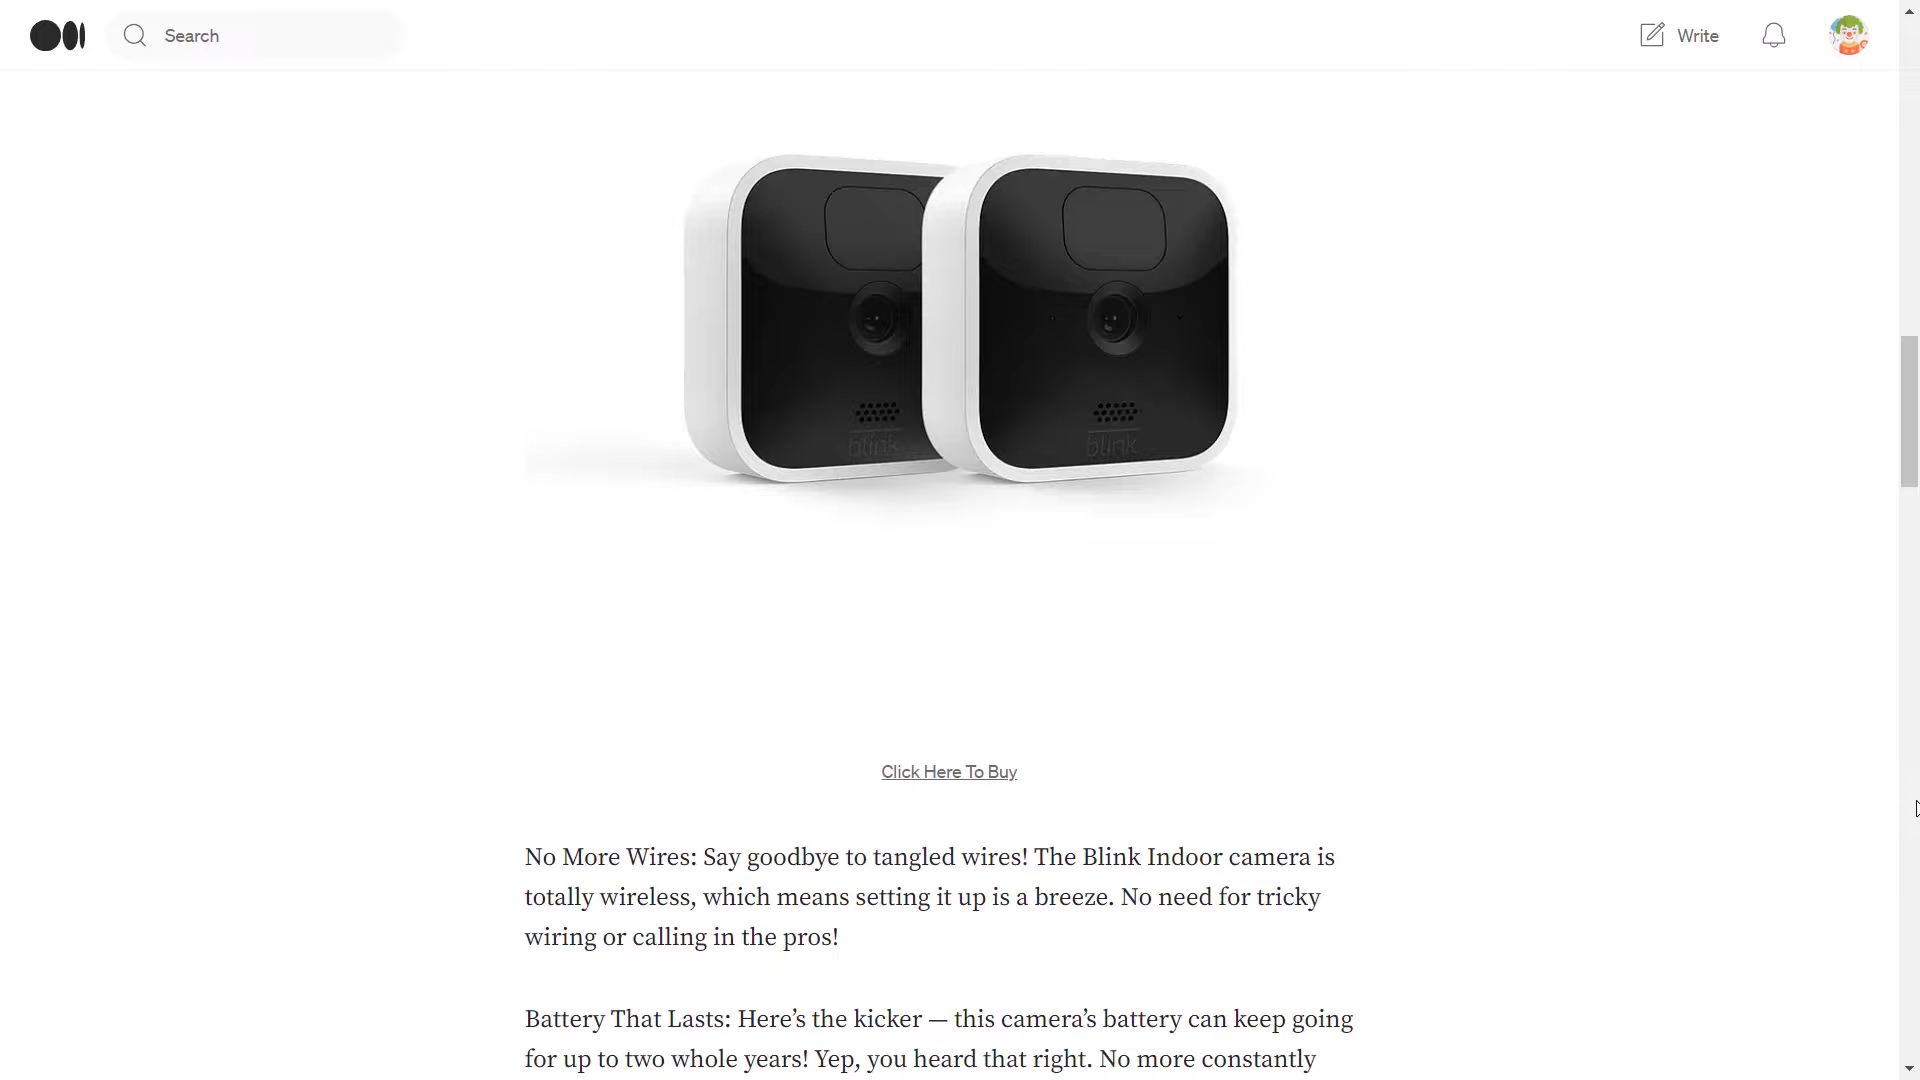 Search
Write
blink
blink
Click Here To Buy
No More Wires: Say goodbye to tangled wires! The Blink Indoor camera is
totally wireless, which means setting it up is a breeze. No need for tricky
wiring or calling in the pros!
Battery That Lasts: Here’s the kicker — this camera’s battery can keep going
for up to two whole years! Yep, you heard that right. No more constantly